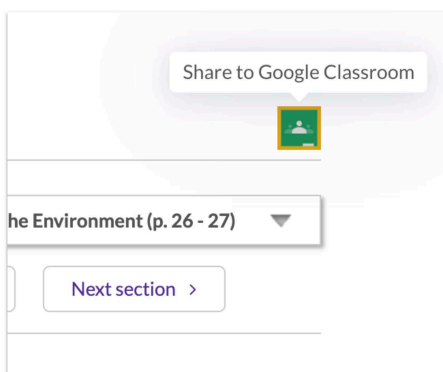 Share to Google Classroom
he Environment (p. 26 - 27)
Next section >